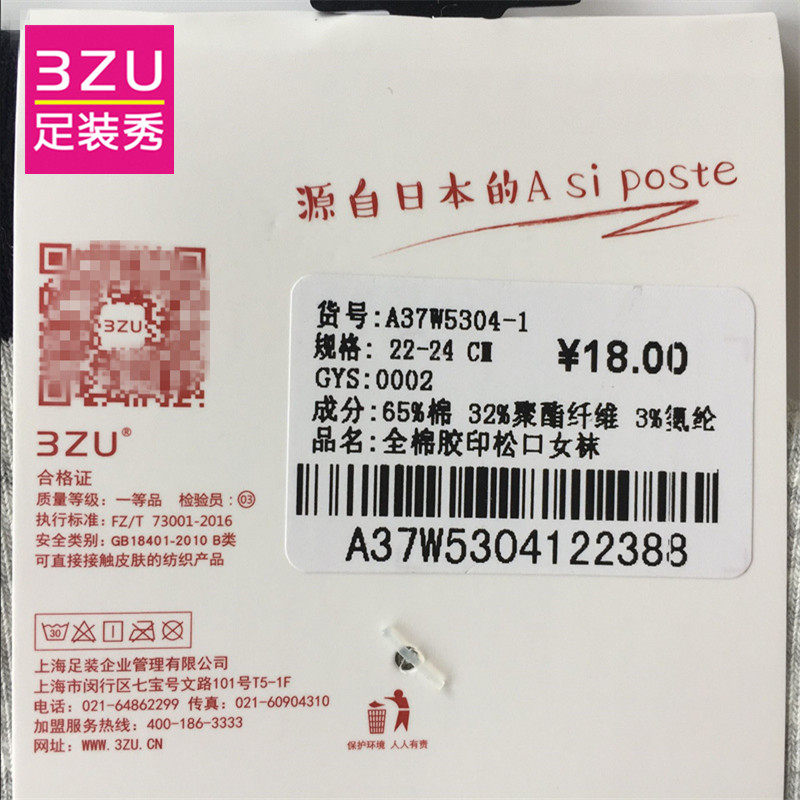 3ZU
足装秀
源自日本的A si poste
3ZU
货号:A37W5304-1
规格: 22-24 CM
¥18.00
GYS:0002
成分:65%棉 32%聚酯纤维 3%氨纶
品名:全棉胶印松口女袜
A37W5304122388
3ZU®
合格证
质量等级: 一等品 检验员: 03
执行标准: FZ/T 73001-2016
安全类别: GB18401-2010 B类
可直接接触皮肤的纺织产品
30
上海足装企业管理有限公司
上海市闵行区七宝号文路101号T5-1F
电话: 021-64862299 传真: 021-60904310
加盟服务热线: 400-186-3333
网址: WWW.3ZU.CN
保护环境 人人有责